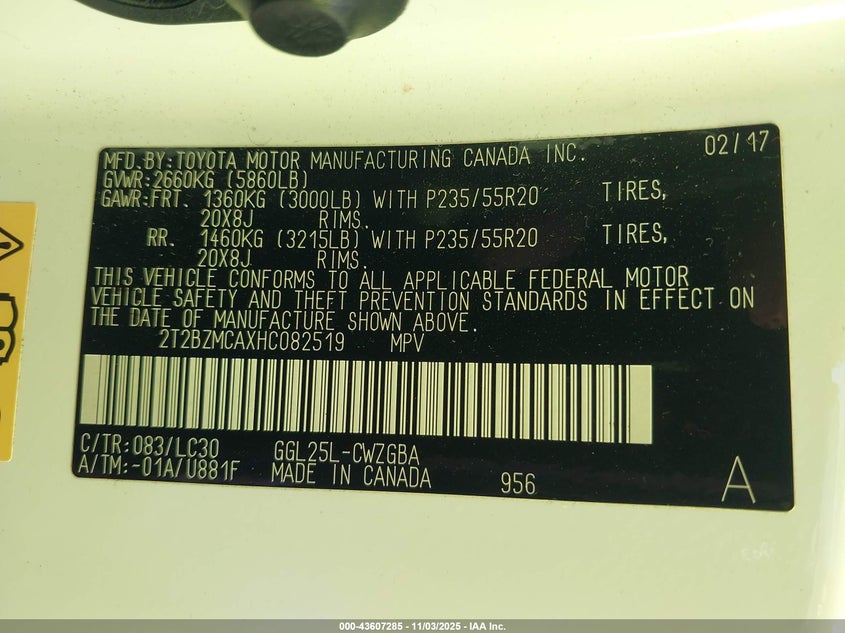 MFD.BY:TOYOTA MOTOR MANUFACTURING CANADA INC. 02/17
GVWR:2660KG (5860LB)
GAWR:FRT. 1360KG (3000LB) WITH P235/55R20 TIRES,
20X8J RIMS.
RR. 1460KG (3215LB) WITH P235/55R20 TIRES,
20X8J RIMS.
THIS VEHICLE CONFORMS TO ALL APPLICABLE FEDERAL MOTOR
VEHICLE SAFETY AND THEFT PREVENTION STANDARDS IN EFFECT ON
THE DATE OF MANUFACTURE SHOWN ABOVE.
2T2BZMCAXHC082519 MPV
C/TR:083/LC30 GGL25L-CWZGBA
A/TM:-01A/U881F MADE IN CANADA 956 A
000-43607285 - 11/03/2025 - IAA Inc.